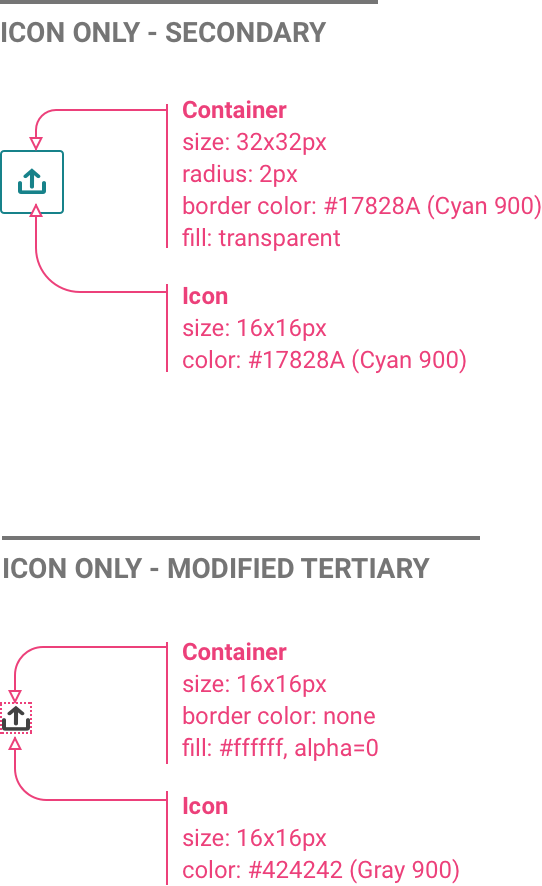 ICON ONLY - SECONDARY
Container
size: 32x32px
radius: 2px
border color: #17828A (Cyan 900)
fill: transparent
Icon
size: 16x16px
color: #17828A (Cyan 900)
ICON ONLY - MODIFIED TERTIARY
Container
size: 16x16px
border color: none
fill: #ffffff, alpha=0
Icon
size: 16x16px
color: #424242 (Gray 900)